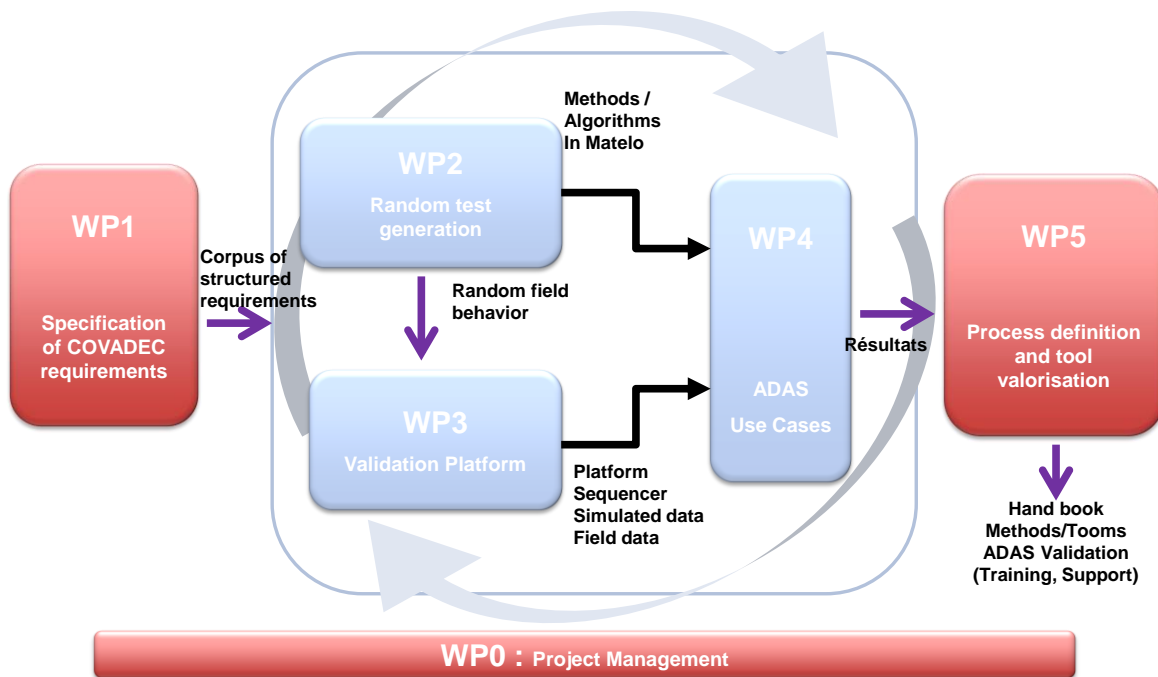 WP1
Specification
of COVADEC
requirements
Corpus of
structured
requirements
WP2
Random test
generation
Methods /
Algorithms
In Matelo
Random field
behavior
WP3
Validation Platform
Platform
Sequencer
Simulated data
Field data
WP4
ADAS
Use Cases
Résultats
WP5
Process definition
and tool
valorisation
Hand book
Methods/Tooms
ADAS Validation
(Training, Support)
WP0 : Project Management